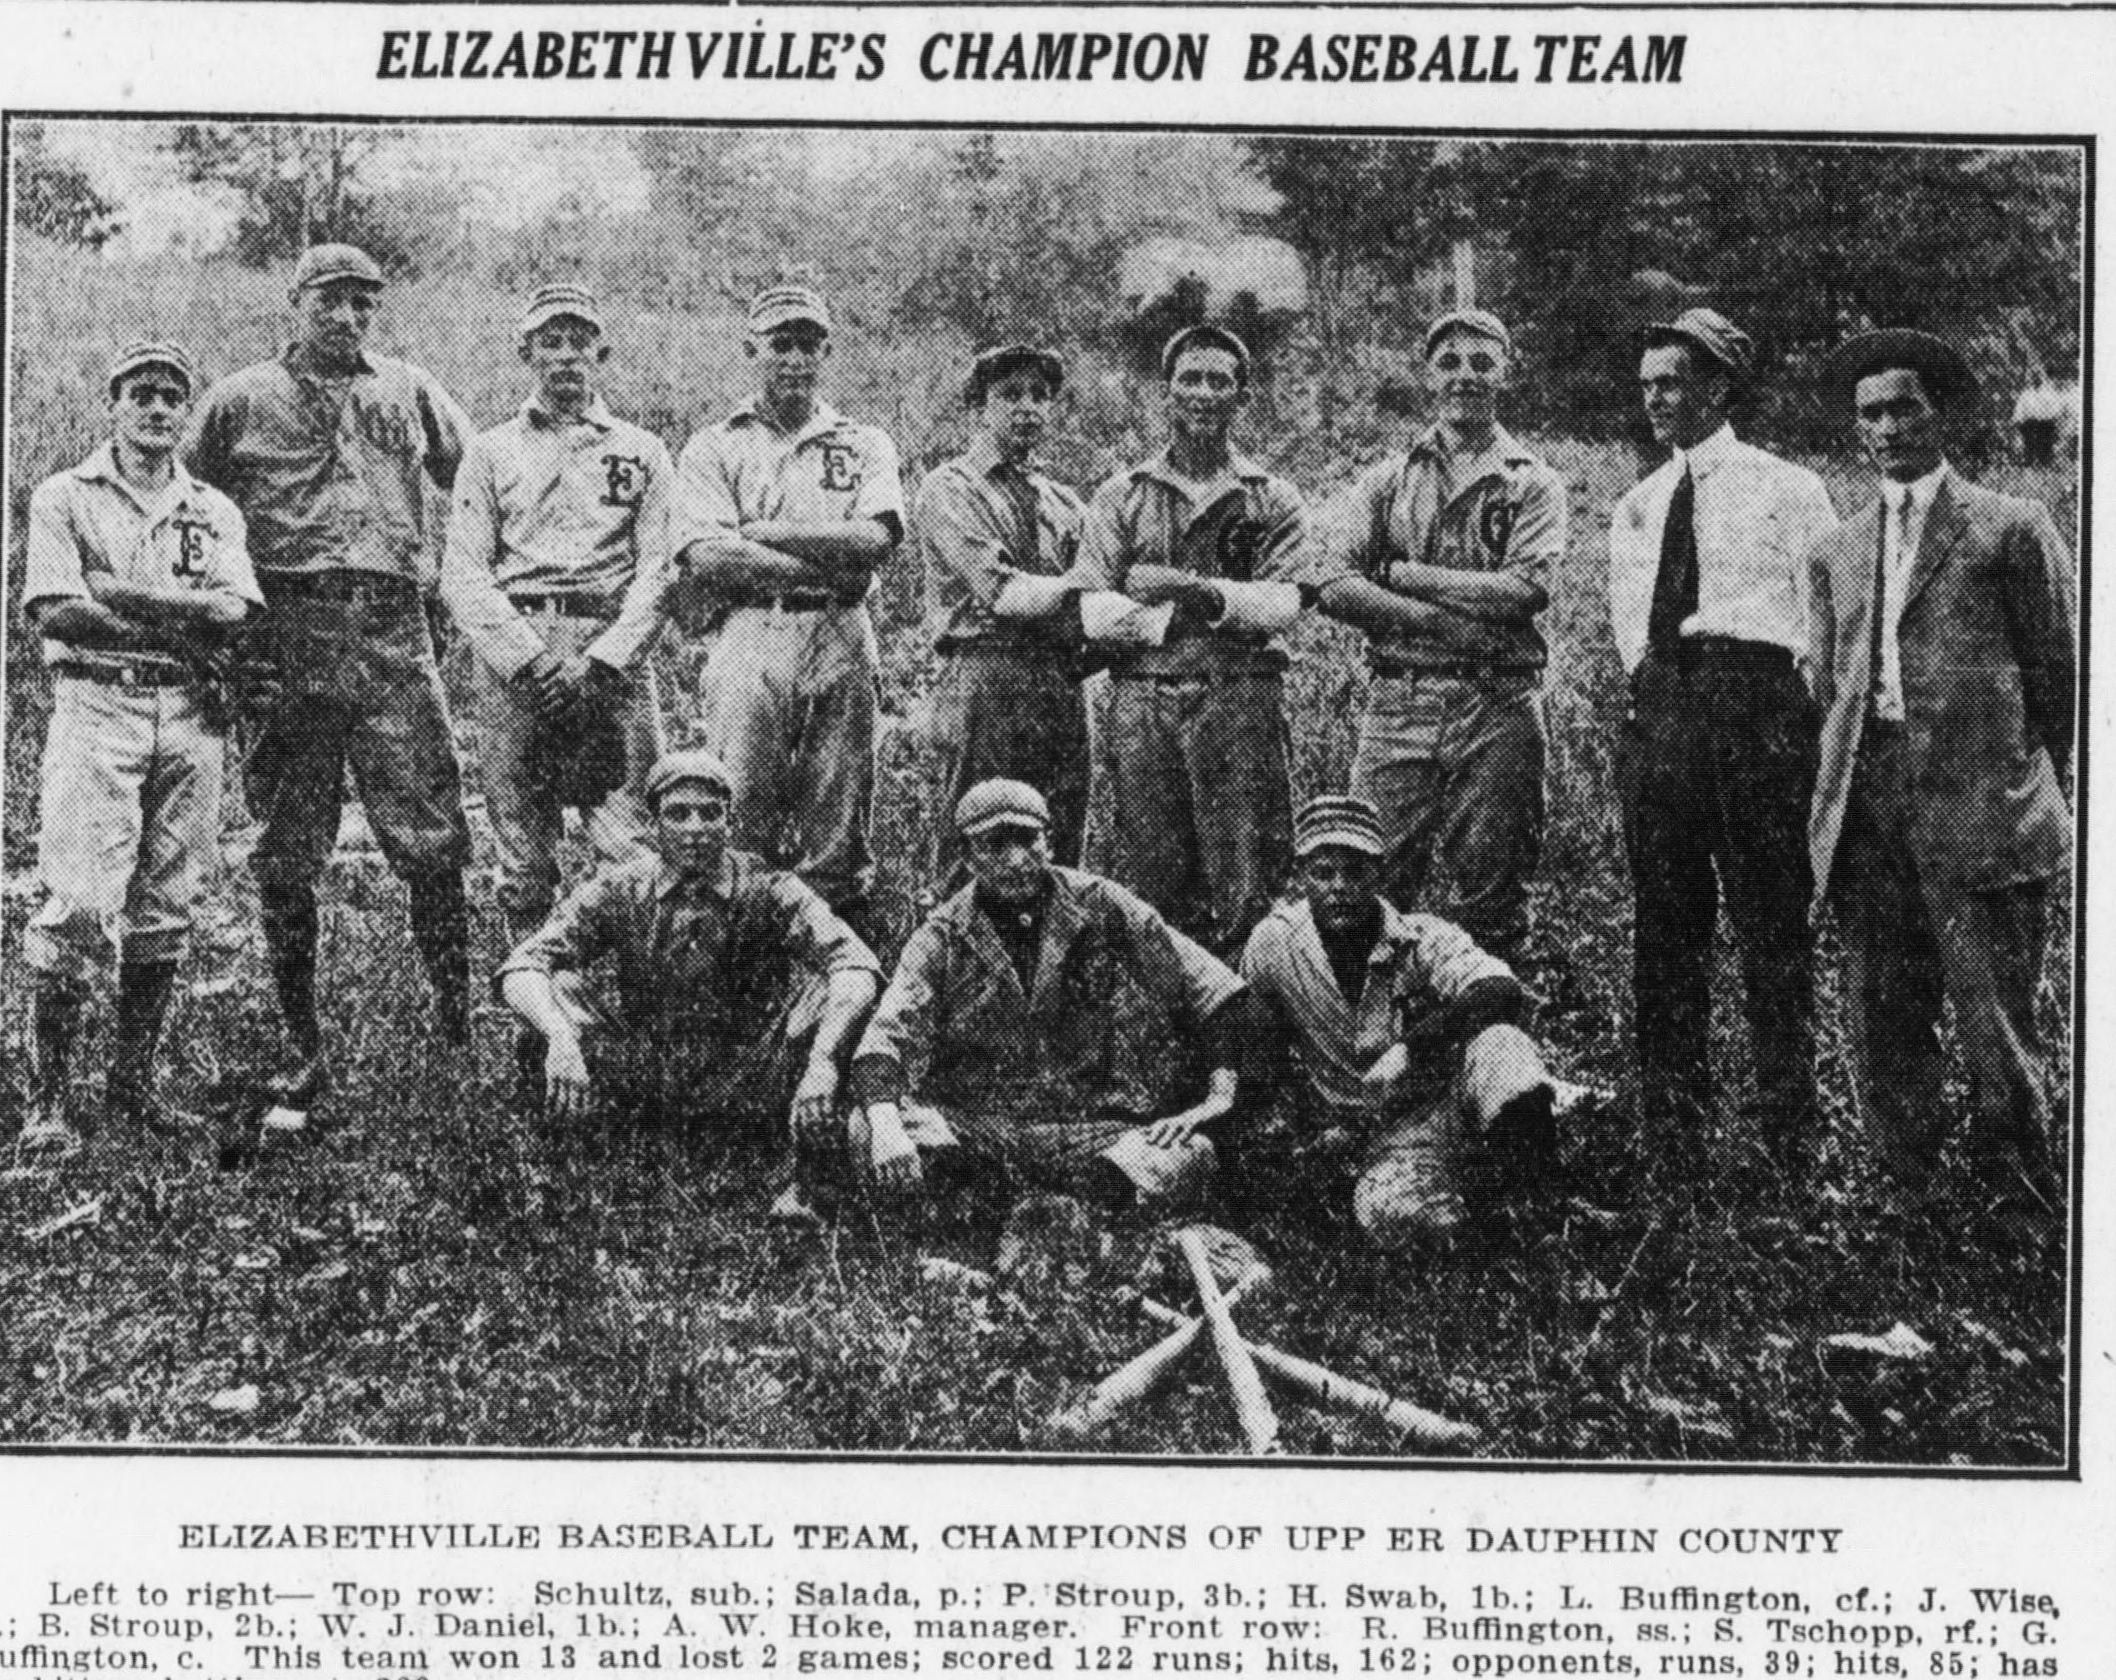 ELIZABETHVILLE'S CHAMPION BASEBALL TEAM
E
E
E
G
G
ELIZABETHVILLE BASEBALL TEAM, CHAMPIONS OF UPP ER DAUPHIN COUNTY
Left to right— Top row: Schultz, sub.; Salada, p.; P. Stroup, 3b.; H. Swab, 1b.; L. Buffington, cf.; J. Wise,
.; B. Stroup, 2b.; W. J. Daniel, 1b.; A. W. Hoke, manager. Front row: R. Buffington, ss.; S. Tschopp, rf.; G.
uffington, c. This team won 13 and lost 2 games; scored 122 runs; hits, 162; opponents, runs, 39; hits, 85; has